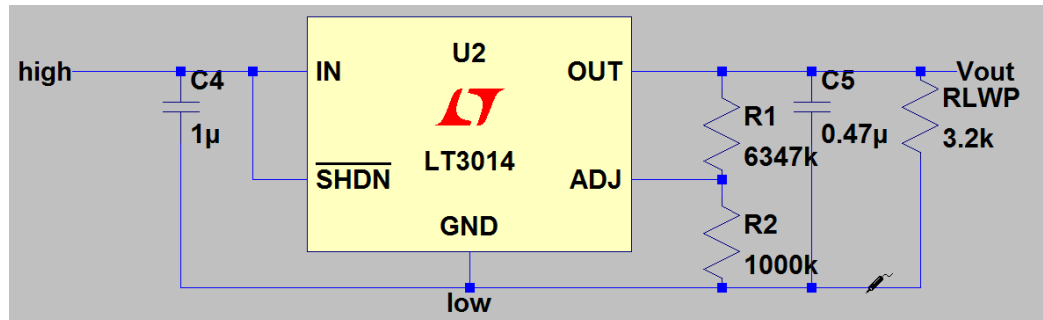 high
C4
1µ
IN
U2
OUT
LT3014
SHDN
ADJ
GND
low
R1
6347k
R2
1000k
C5
0.47µ
Vout
RLWP
3.2k